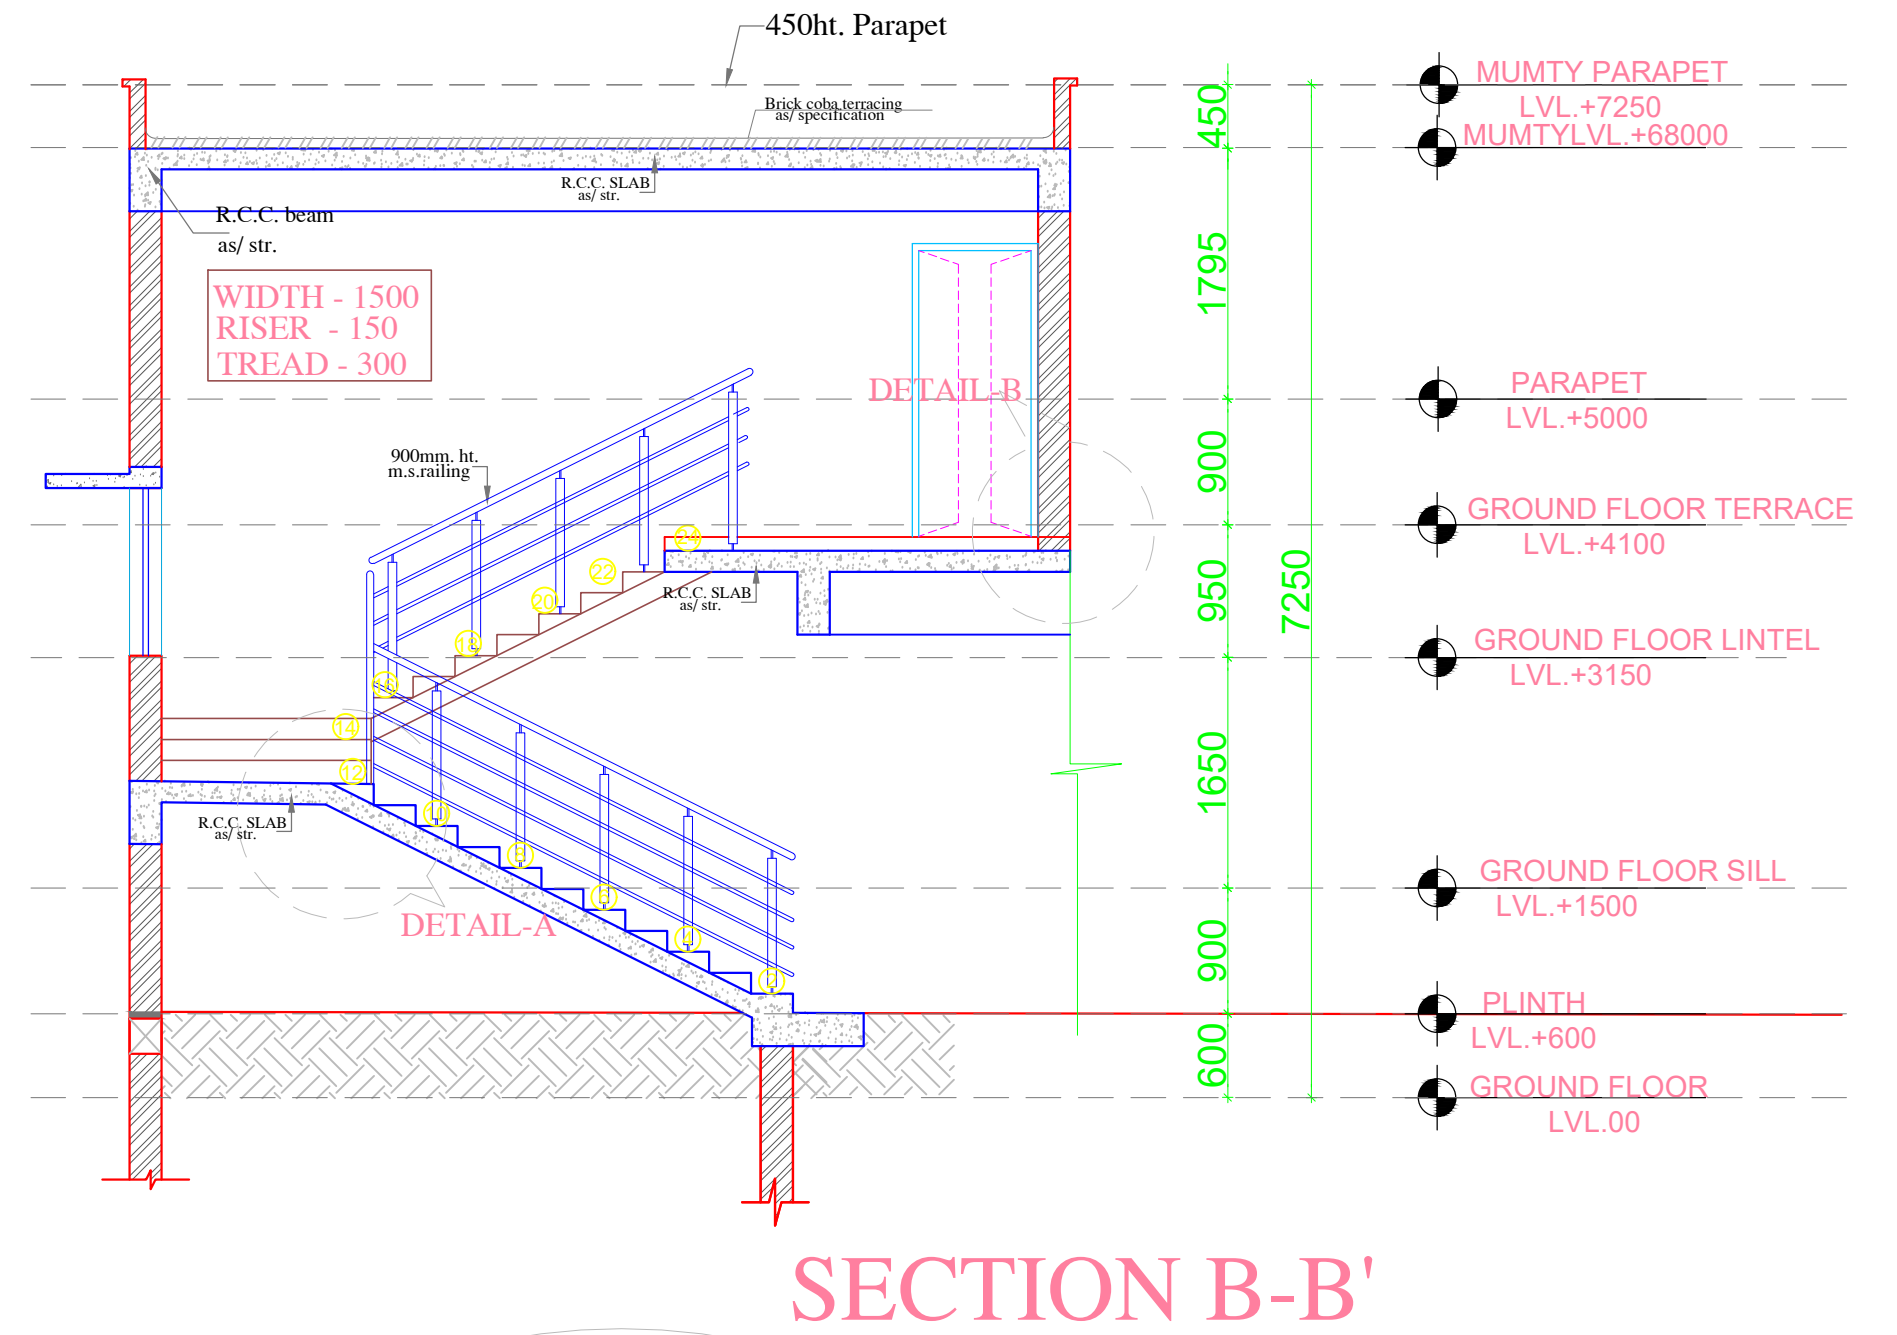 450ht. Parapet
MUMTY PARAPET
LVL.+7250
Brick coba terracing
as/ specification
450
MUMTYLVL.+68000
R.C.C. SLAB
as/ str.
R.C.C. beam
as/ str.
1795
WIDTH - 1500
RISER - 150
TREAD - 300
DETAIL-B
PARAPET
LVL.+5000
900mm. ht.
m.s.railing
900
GROUND FLOOR TERRACE
LVL.+4100
24
22
20
18
16
14
12
10
8
6
4
2
R.C.C. SLAB
as/ str.
950
7250
GROUND FLOOR LINTEL
LVL.+3150
1650
R.C.C. SLAB
as/ str.
GROUND FLOOR SILL
LVL.+1500
DETAIL-A
900
PLINTH
LVL.+600
600
GROUND FLOOR
LVL.00
SECTION B-B'